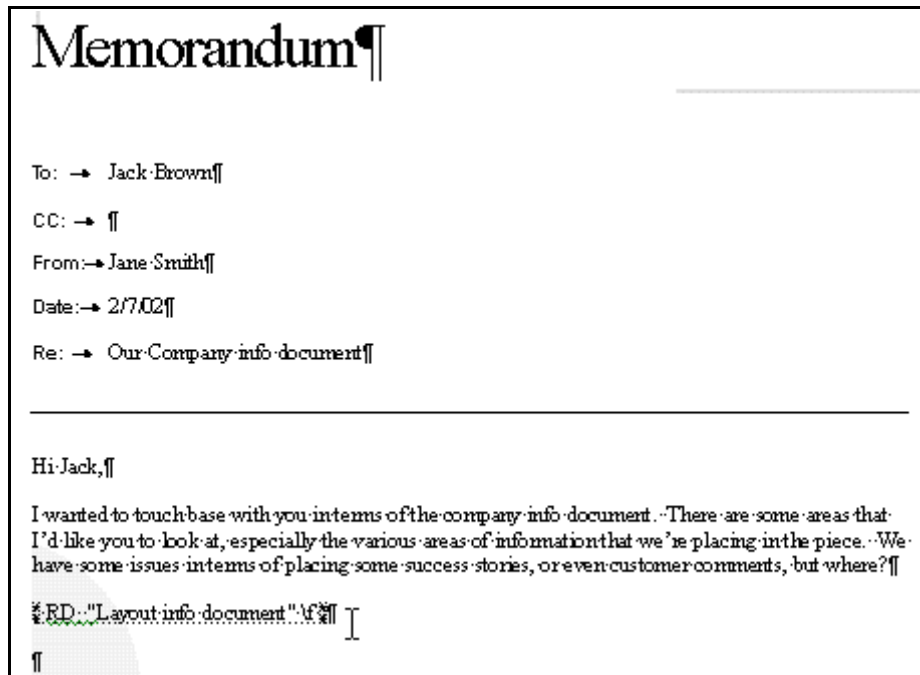 Memorandum¶
To: → Jack·Brown¶
CC: → ¶
From:→Jane·Smith¶
Date:→2/7/02¶
Re: → Our·Company·info·document¶
Hi·Jack,¶
I·wanted·to·touch·base·with·you·in·terms·of·the·company·info·document.··There·are·some·areas·that·
I’d·like·you·to·look·at,·especially·the·various·areas·of·information·that·we’re·placing·in·the·piece.··We·
have·some·issues·in·terms·of·placing·some·success·stories,·or·even·customer·comments,·but·where?¶
{·RD··"Layout·info·document"·\f·}¶
¶